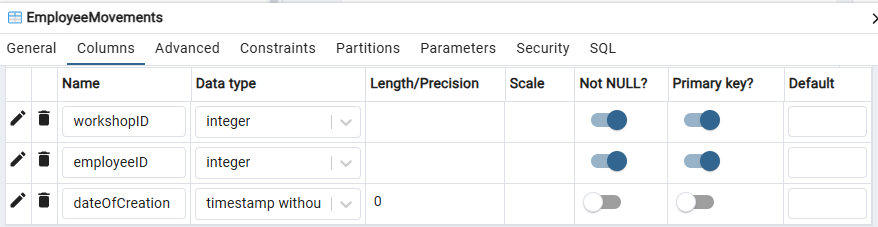 EmployeeMovements
General Columns Advanced Constraints Partitions Parameters Security SQL
Name Data type Length/Precision Scale Not NULL? Primary key? Default
workshopID integer
employeeID integer
dateOfCreation timestamp withou 0